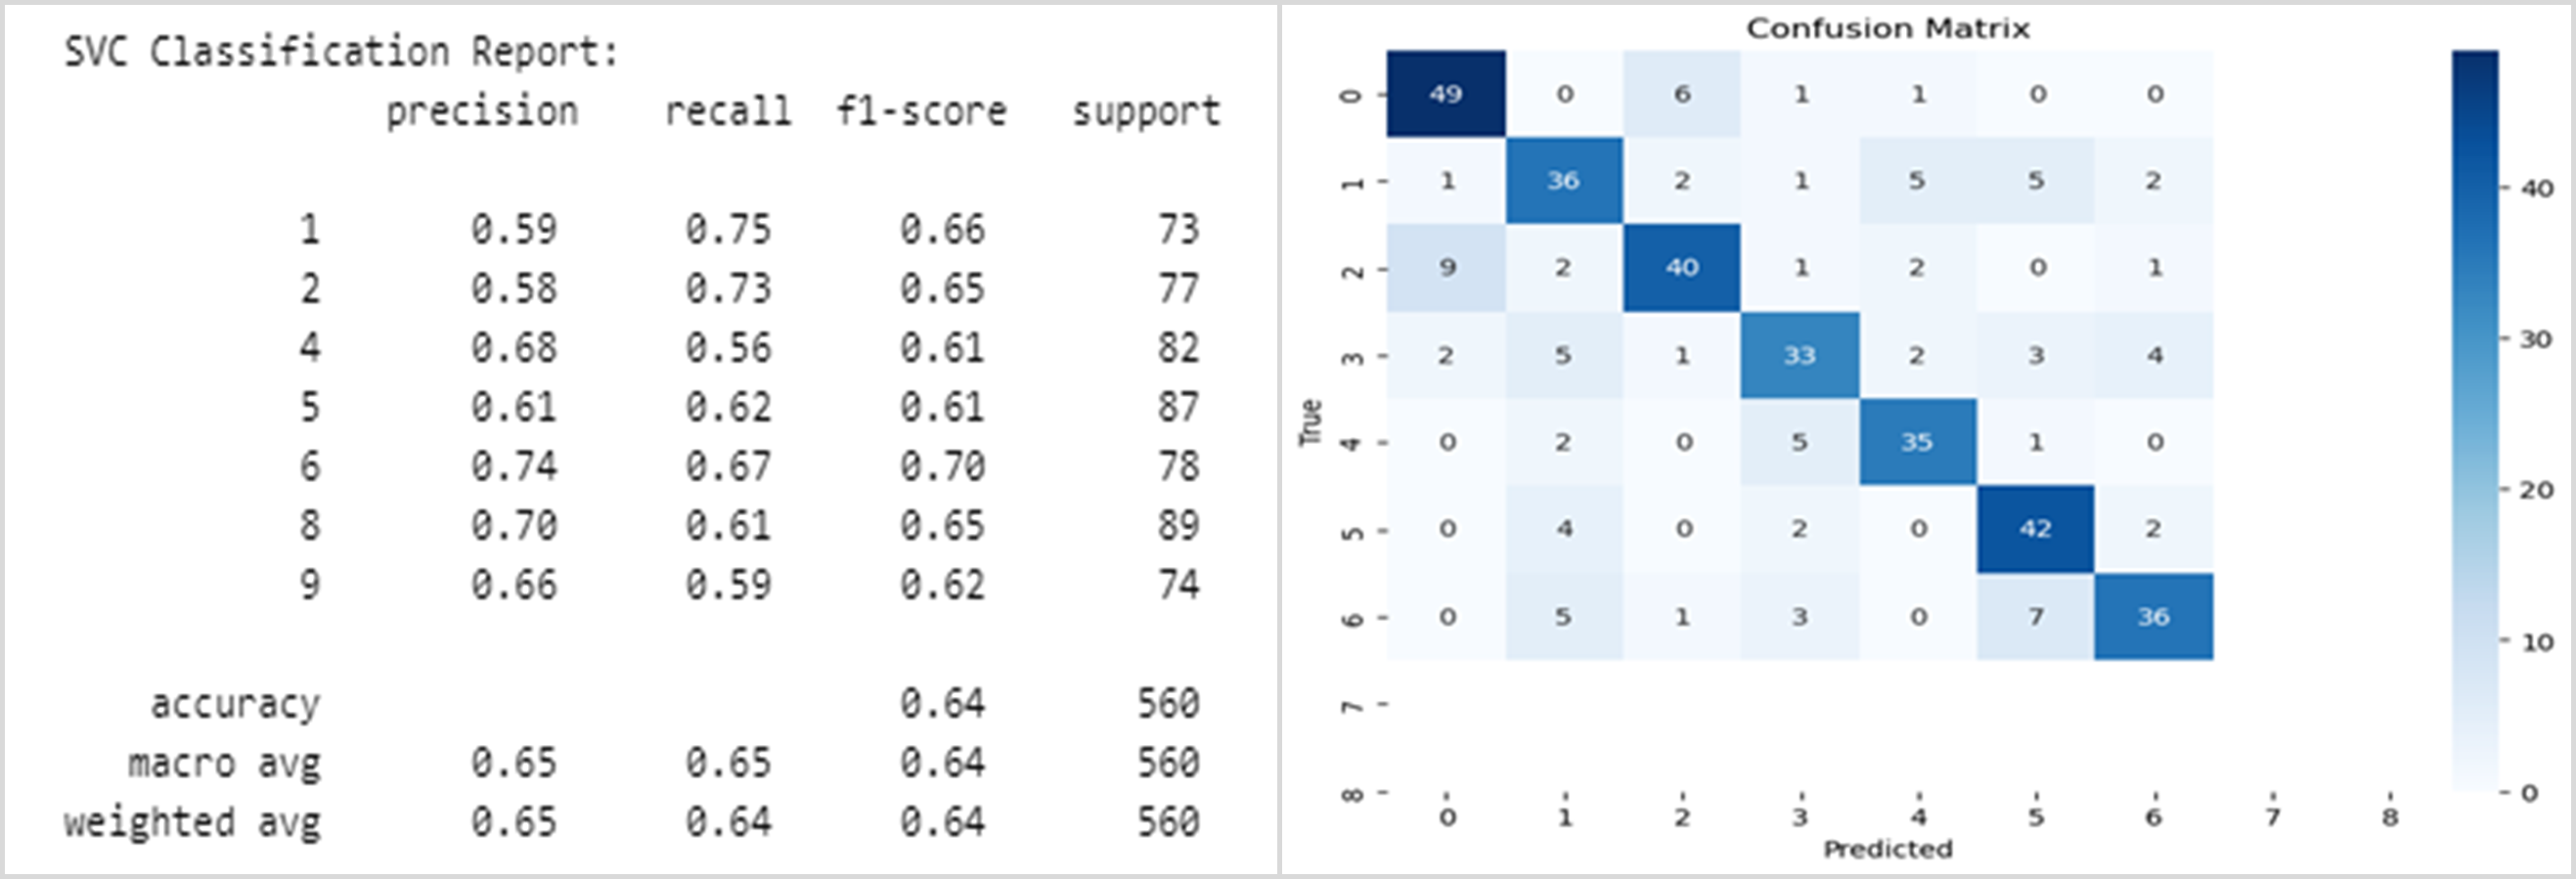 SVC Classification Report:
precision recall f1-score support
1 0.59 0.75 0.66 73
2 0.58 0.73 0.65 77
4 0.68 0.56 0.61 82
5 0.61 0.62 0.61 87
6 0.74 0.67 0.70 78
8 0.70 0.61 0.65 89
9 0.66 0.59 0.62 74
accuracy 0.64 560
macro avg 0.65 0.65 0.64 560
weighted avg 0.65 0.64 0.64 560
Confusion Matrix
0 49 0 6 1 1 0 0
1 1 36 2 1 5 5 2
2 9 2 40 1 2 0 1
3 2 5 1 33 2 3 4
4 0 2 0 5 35 1 0
5 0 4 0 2 0 42 2
6 0 5 1 3 0 7 36
7
8
True
0 1 2 3 4 5 6 7 8
Predicted
40
30
20
10
0